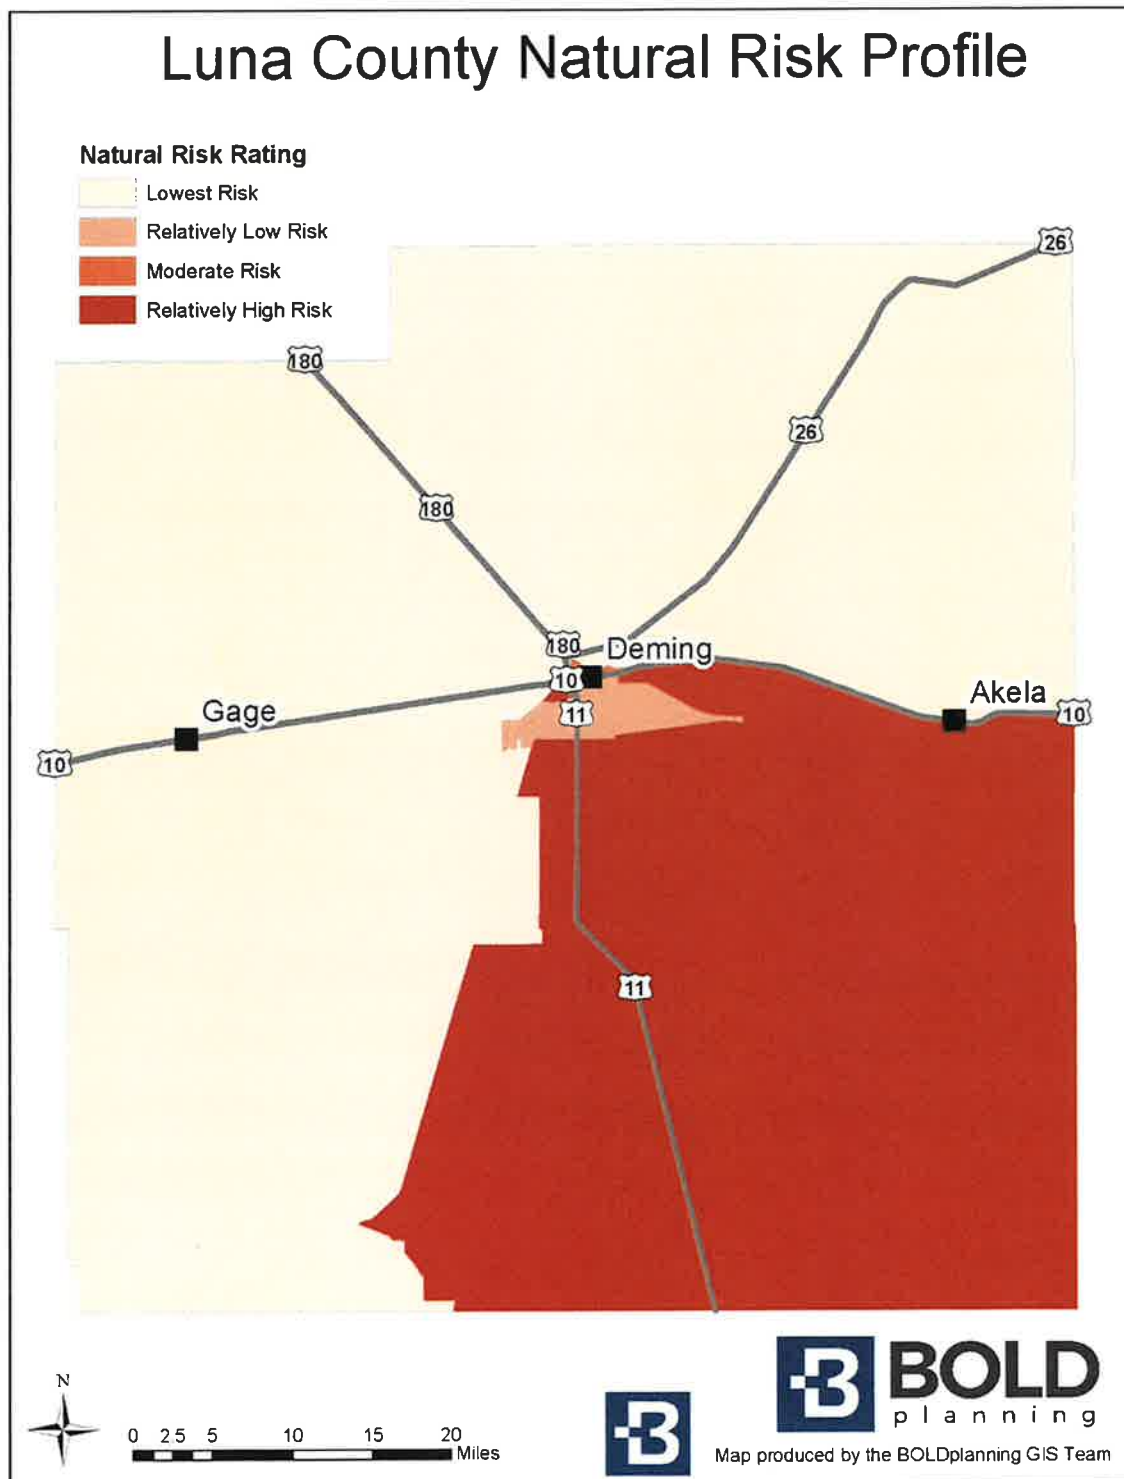 Luna County Natural Risk Profile
Natural Risk Rating
Lowest Risk
Relatively Low Risk
Moderate Risk
Relatively High Risk
26
180
26
180
180
Deming
10
Gage
11
Akela
10
10
11
N
0 2.5 5 10 15 20
Miles
B
B BOLD
planning
Map produced by the BOLDplanning GIS Team